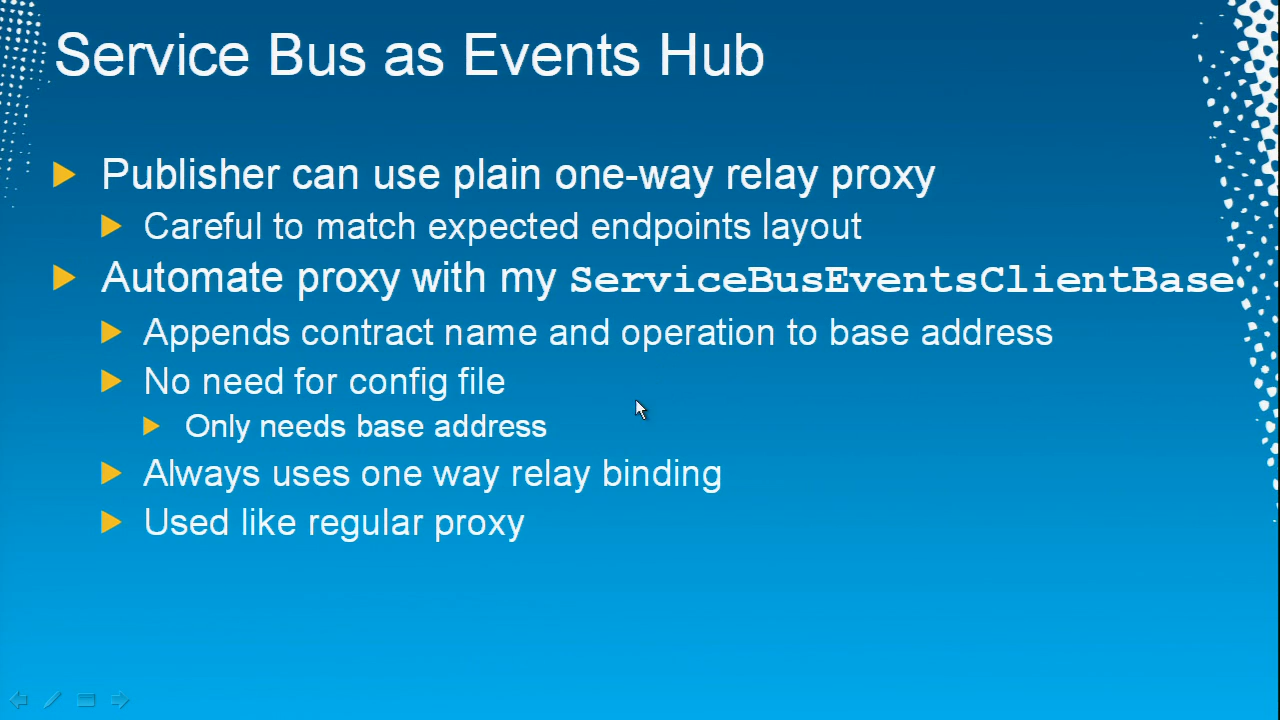 Service Bus as Events Hub
Publisher can use plain one-way relay proxy
Careful to match expected endpoints layout
Automate proxy with my ServiceBusEventsClientBase
Appends contract name and operation to base address
No need for config file
Only needs base address
Always uses one way relay binding
Used like regular proxy